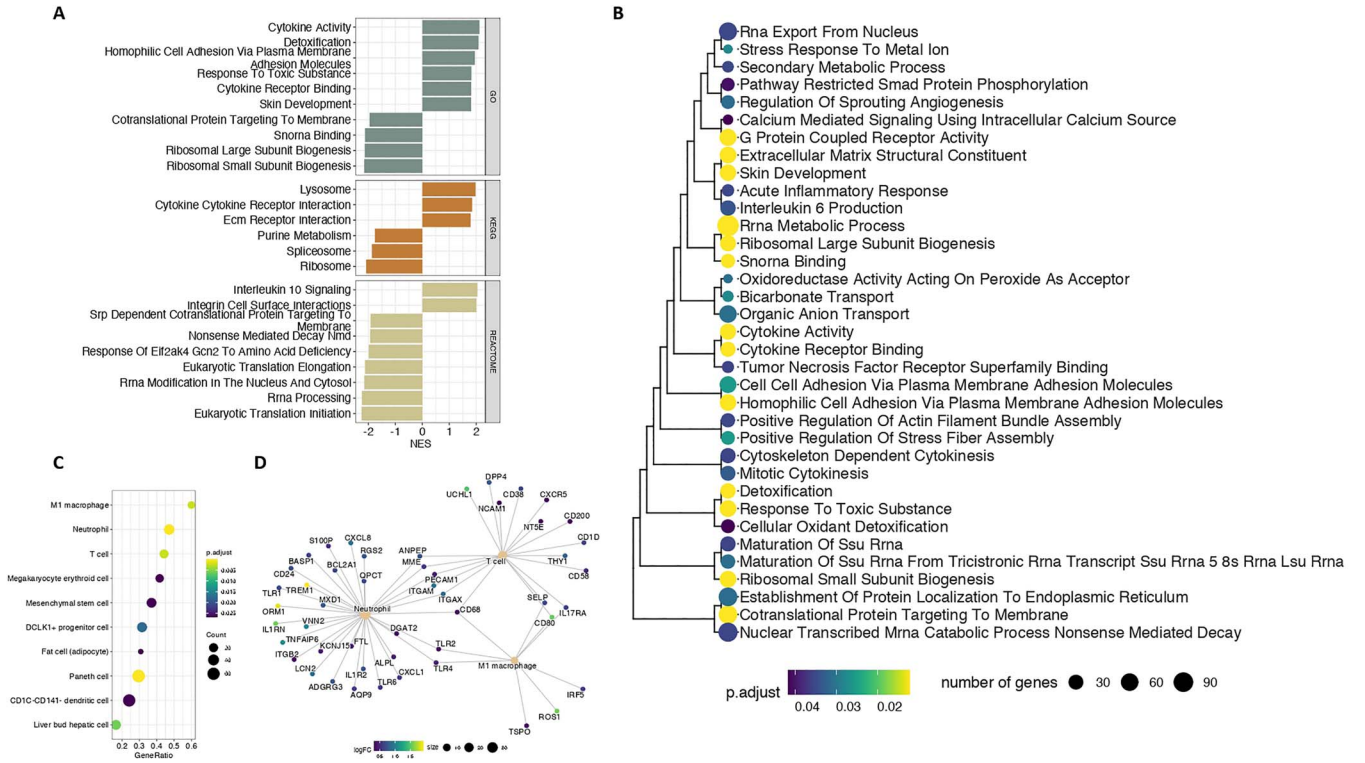 A
Cytokine Activity
Detoxification
Homophilic Cell Adhesion Via Plasma Membrane
Adhesion Molecules
Response To Toxic Substance
Cytokine Receptor Binding
Skin Development
Cotranslational Protein Targeting To Membrane
Snorna Binding
Ribosomal Large Subunit Biogenesis
Ribosomal Small Subunit Biogenesis
GO
Lysosome
Cytokine Cytokine Receptor Interaction
Ecm Receptor Interaction
Purine Metabolism
Spliceosome
Ribosome
KEGG
Interleukin 10 Signaling
Integrin Cell Surface Interactions
Srp Dependent Cotranslational Protein Targeting To
Membrane
Nonsense Mediated Decay Nmd
Response Of Eif2ak4 Gcn2 To Amino Acid Deficiency
Eukaryotic Translation Elongation
Rrna Modification In The Nucleus And Cytosol
Rrna Processing
Eukaryotic Translation Initiation
REACTOME
-2 -1 0 1 2
NES
B
Rna Export From Nucleus
Stress Response To Metal Ion
Secondary Metabolic Process
Pathway Restricted Smad Protein Phosphorylation
Regulation Of Sprouting Angiogenesis
Calcium Mediated Signaling Using Intracellular Calcium Source
G Protein Coupled Receptor Activity
Extracellular Matrix Structural Constituent
Skin Development
Acute Inflammatory Response
Interleukin 6 Production
Rrna Metabolic Process
Ribosomal Large Subunit Biogenesis
Snorna Binding
Oxidoreductase Activity Acting On Peroxide As Acceptor
Bicarbonate Transport
Organic Anion Transport
Cytokine Activity
Cytokine Receptor Binding
Tumor Necrosis Factor Receptor Superfamily Binding
Cell Cell Adhesion Via Plasma Membrane Adhesion Molecules
Homophilic Cell Adhesion Via Plasma Membrane Adhesion Molecules
Positive Regulation Of Actin Filament Bundle Assembly
Positive Regulation Of Stress Fiber Assembly
Cytoskeleton Dependent Cytokinesis
Mitotic Cytokinesis
Detoxification
Response To Toxic Substance
Cellular Oxidant Detoxification
Maturation Of Ssu Rrna
Maturation Of Ssu Rrna From Tricistronic Rrna Transcript Ssu Rrna 5 8s Rrna Lsu Rrna
Ribosomal Small Subunit Biogenesis
Establishment Of Protein Localization To Endoplasmic Reticulum
Cotranslational Protein Targeting To Membrane
Nuclear Transcribed Mrna Catabolic Process Nonsense Mediated Decay
p.adjust
0.04 0.03 0.02
number of genes 30 60 90
C
M1 macrophage
Neutrophil
T cell
Megakaryocyte erythroid cell
Mesenchymal stem cell
DCLK1+ progenitor cell
Fat cell (adipocyte)
Paneth cell
CD1C-CD141- dendritic cell
Liver bud hepatic cell
0.2 0.3 0.4 0.5 0.6
GeneRatio
p.adjust
Count
D
DPP4
UCHL1
CD38
CXCR5
NCAM1
NT5E
CD200
CD1D
THY1
CD58
T cell
S100P
CXCL8
BASP1
RGS2
BCL2A1
ANPEP
MME
CD24
QPCT
PECAM1
TLR1
TREM1
ITGAM
ITGAX
MXD1
ORM1
Neutrophil
CD68
SELP
IL17RA
CD80
IL1RN
VNN2
DGAT2
TNFAIP6
KCNJ15
FTL
TLR2
ITGB2
ALPL
M1 macrophage
LCN2
IL1R2
CXCL1
TLR4
ADGRG3
TLR6
AQP9
IRF5
ROS1
TSPO
logFC
size